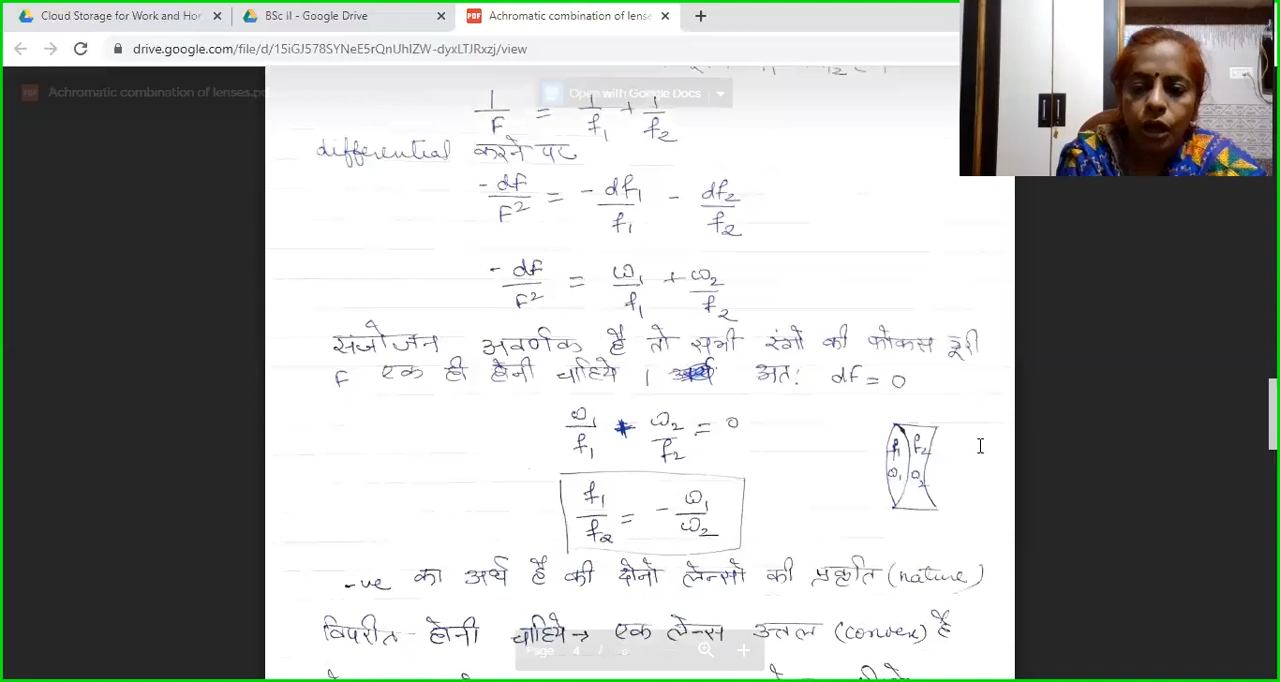 Cloud Storage for Work and Hor
BSc iI - Google Drive
Achromatic combination of lense
drive.google.com/file/d/15iGJ578SYNeE5rQnUhIZW-dyxLTJRxzj/view
Achromatic combination of lenses.pdf
Open with Google Docs
1/F = 1/f₁ + 1/f₂
differential करने पर
-df/F² = - df₁/f₁ - df₂/f₂
-df/F² = ω₁/f₁ + ω₂/f₂
सजोजन अवर्णक है तो सभी रंगो की फोकस दूरी
F एक ही होनी चाहिये । अतः df = 0
ω₁/f₁ + ω₂/f₂ = 0
f₁ f₂
ω₁ ω₂
f₁/f₂ = - ω₁/ω₂
-ve का अर्थ है की दोनो लेन्सो की प्रकृति (nature)
विपरीत होनी चाहिये → एक लेन्स उत्तल (convex) है
Page 4 /